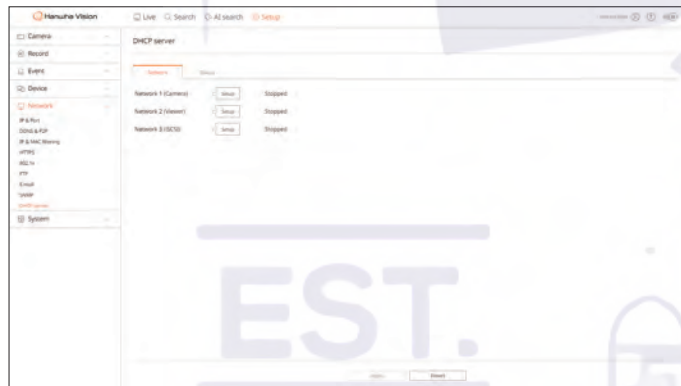 Hanwha Vision
Live Search AI search Setup
Camera
Record
Event
Device
Network
IP & Port
DDNS & P2P
IP & MAC filtering
HTTPS
802.1x
FTP
E-mail
SNMP
DHCP server
System
DHCP server
Network Status
Network 1 (Camera) Setup Stopped
Network 2 (Viewer) Setup Stopped
Network 3 (iSCSI) Setup Stopped
EST.